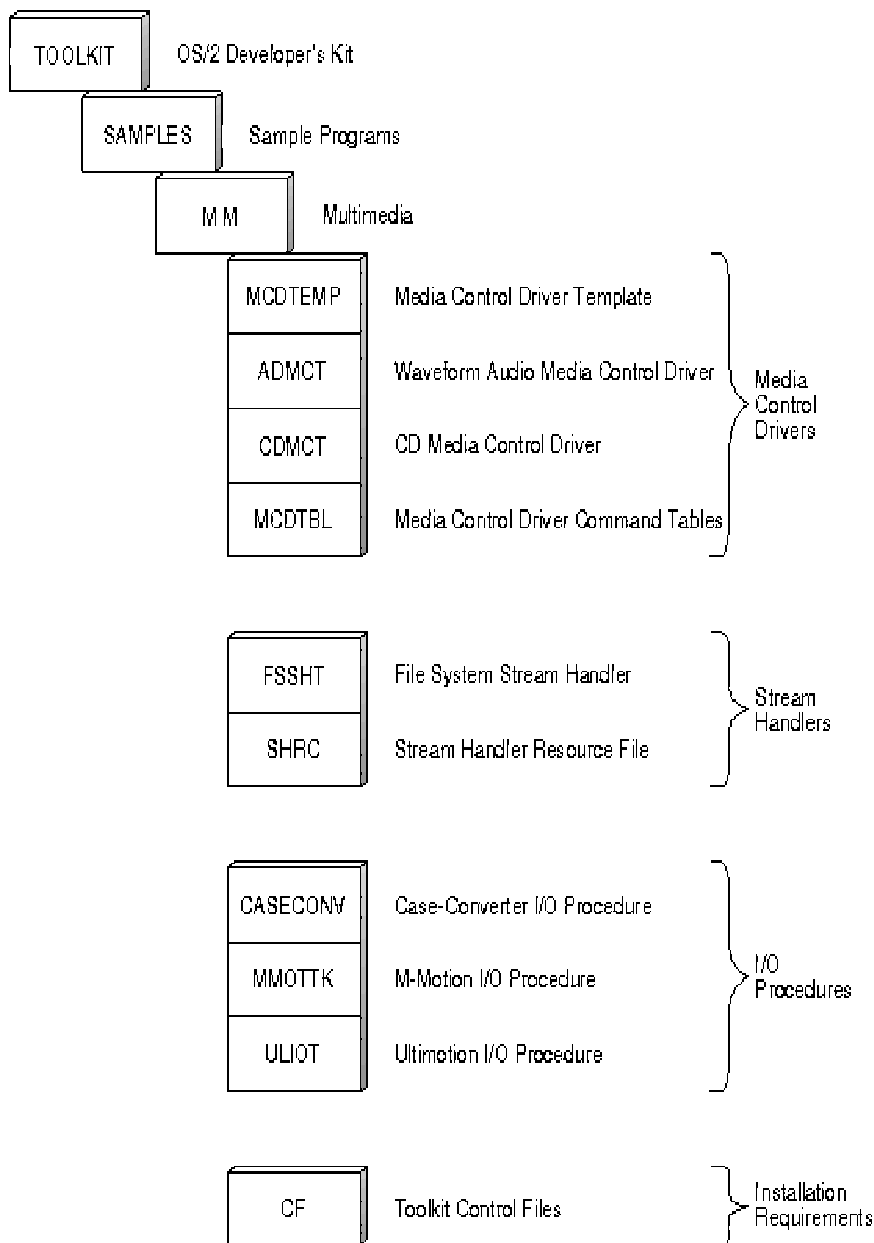 TOOLKIT OS/2 Developer's Kit
SAMPLES Sample Programs
MM Multimedia
MCDTEMP Media Control Driver Template
ADMCT Waveform Audio Media Control Driver
Media
Control
Drivers
CDMCT CD Media Control Driver
MCDTBL Media Control Driver Command Tables
FSSHT File System Stream Handler
Stream
Handlers
SHRC Stream Handler Resource File
CASECONV Case-Converter I/O Procedure
MMOTTK M-Motion I/O Procedure
I/O
Procedures
ULIOT Ultimotion I/O Procedure
CF Toolkit Control Files
Installation
Requirements